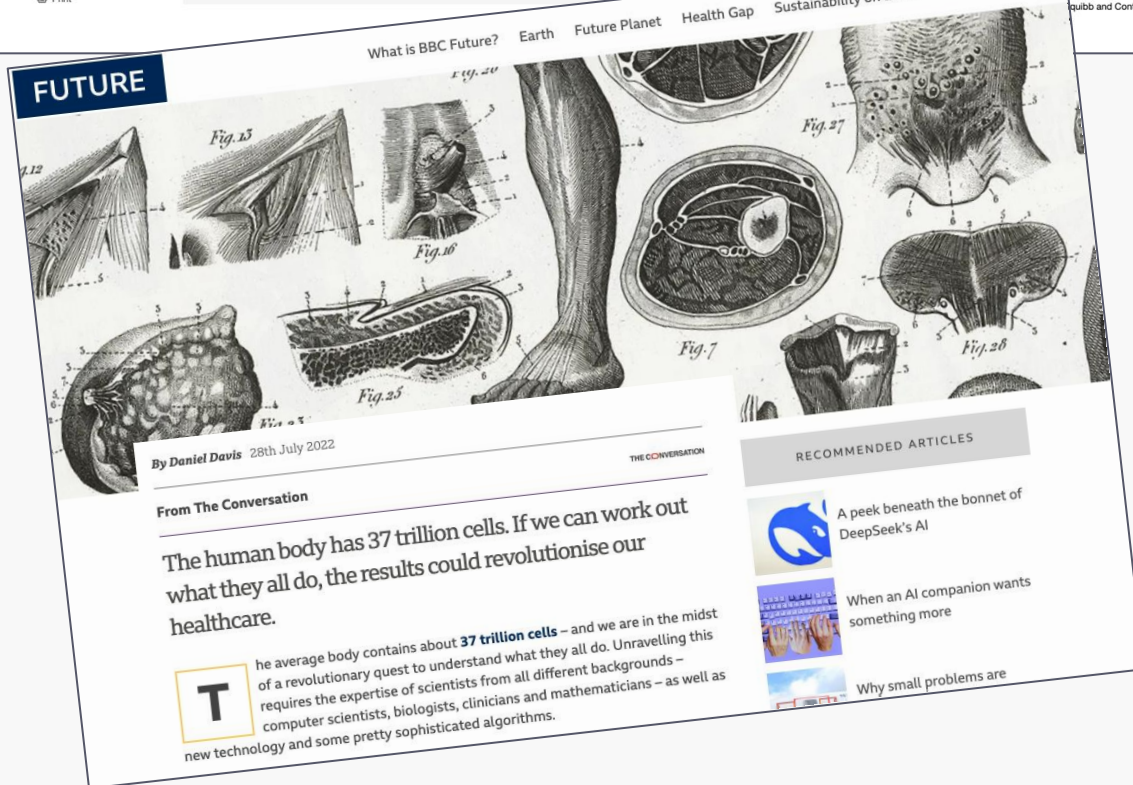 Print
quibb and Con
FUTURE
What is BBC Future? Earth Future Planet Health Gap
Fig. 13
Fig. 16
Fig. 25
Fig. 7
Fig. 27
Fig. 28
By Daniel Davis 28th July 2022
THE CONVERSATION
From The Conversation
The human body has 37 trillion cells. If we can work out
what they all do, the results could revolutionise our
healthcare.
The average body contains about 37 trillion cells – and we are in the midst
of a revolutionary quest to understand what they all do. Unravelling this
requires the expertise of scientists from all different backgrounds –
computer scientists, biologists, clinicians and mathematicians – as well as
new technology and some pretty sophisticated algorithms.
RECOMMENDED ARTICLES
A peek beneath the bonnet of
DeepSeek's AI
When an AI companion wants
something more
Why small problems are